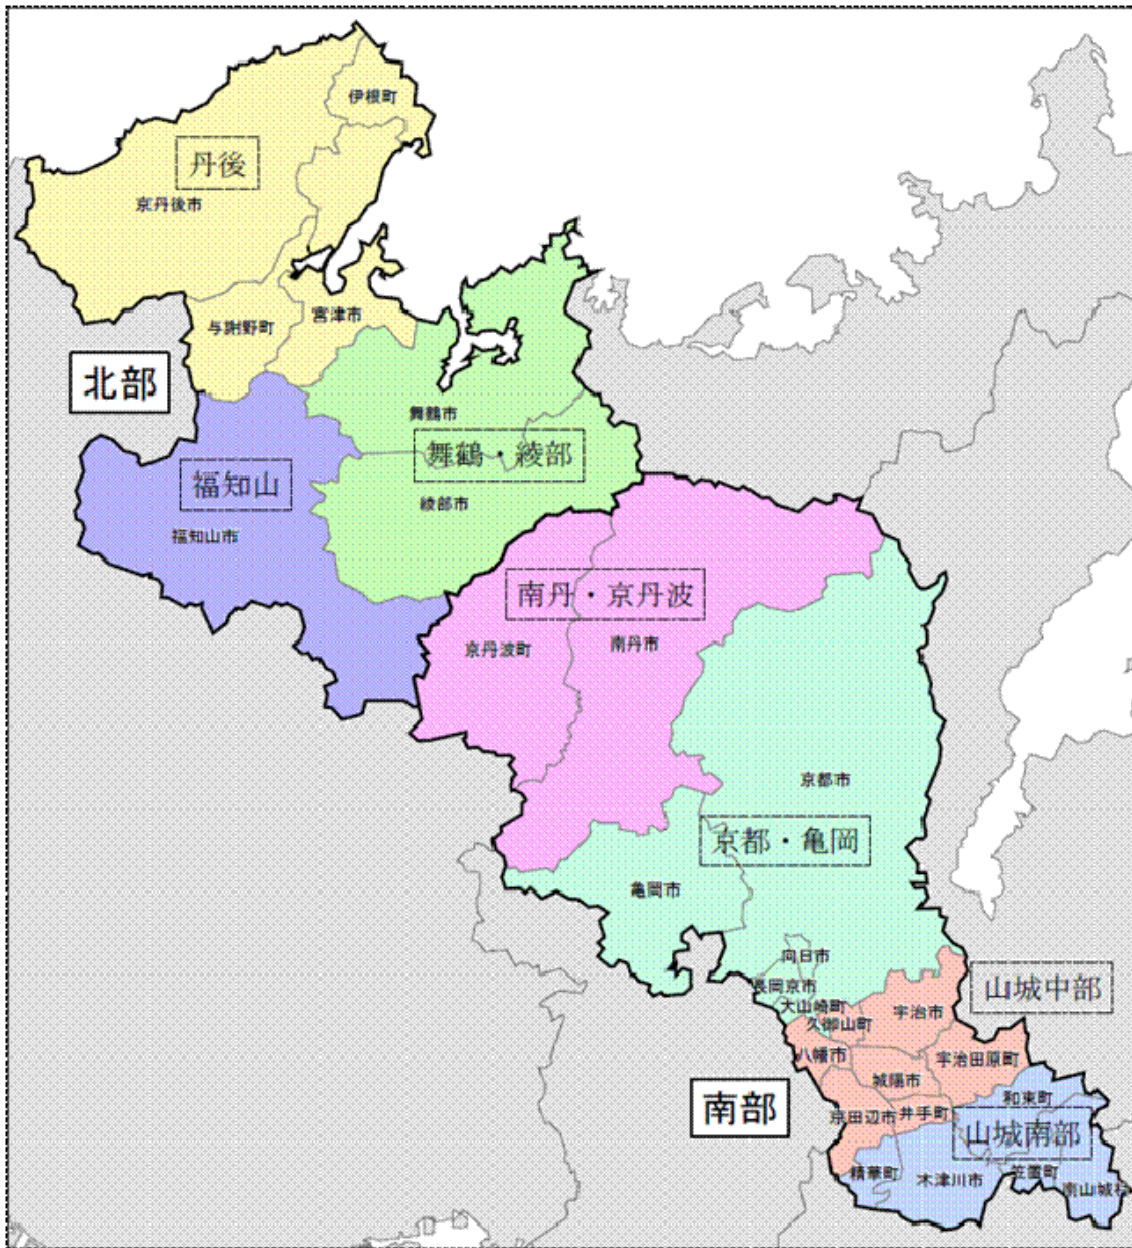 伊根町
丹後
京丹後市
宮津市
与謝野町
北部
舞鶴市
舞鶴・綾部
福知山
綾部市
福知山市
南丹・京丹波
京丹波町
南丹市
京都市
京都・亀岡
亀岡市
向日市
長岡京市
山城中部
大山崎町
宇治市
久御山町
八幡市
宇治田原町
城陽市
南部
和束町
京田辺市
井手町
山城南部
精華町
木津川市
笠置町
南山城村